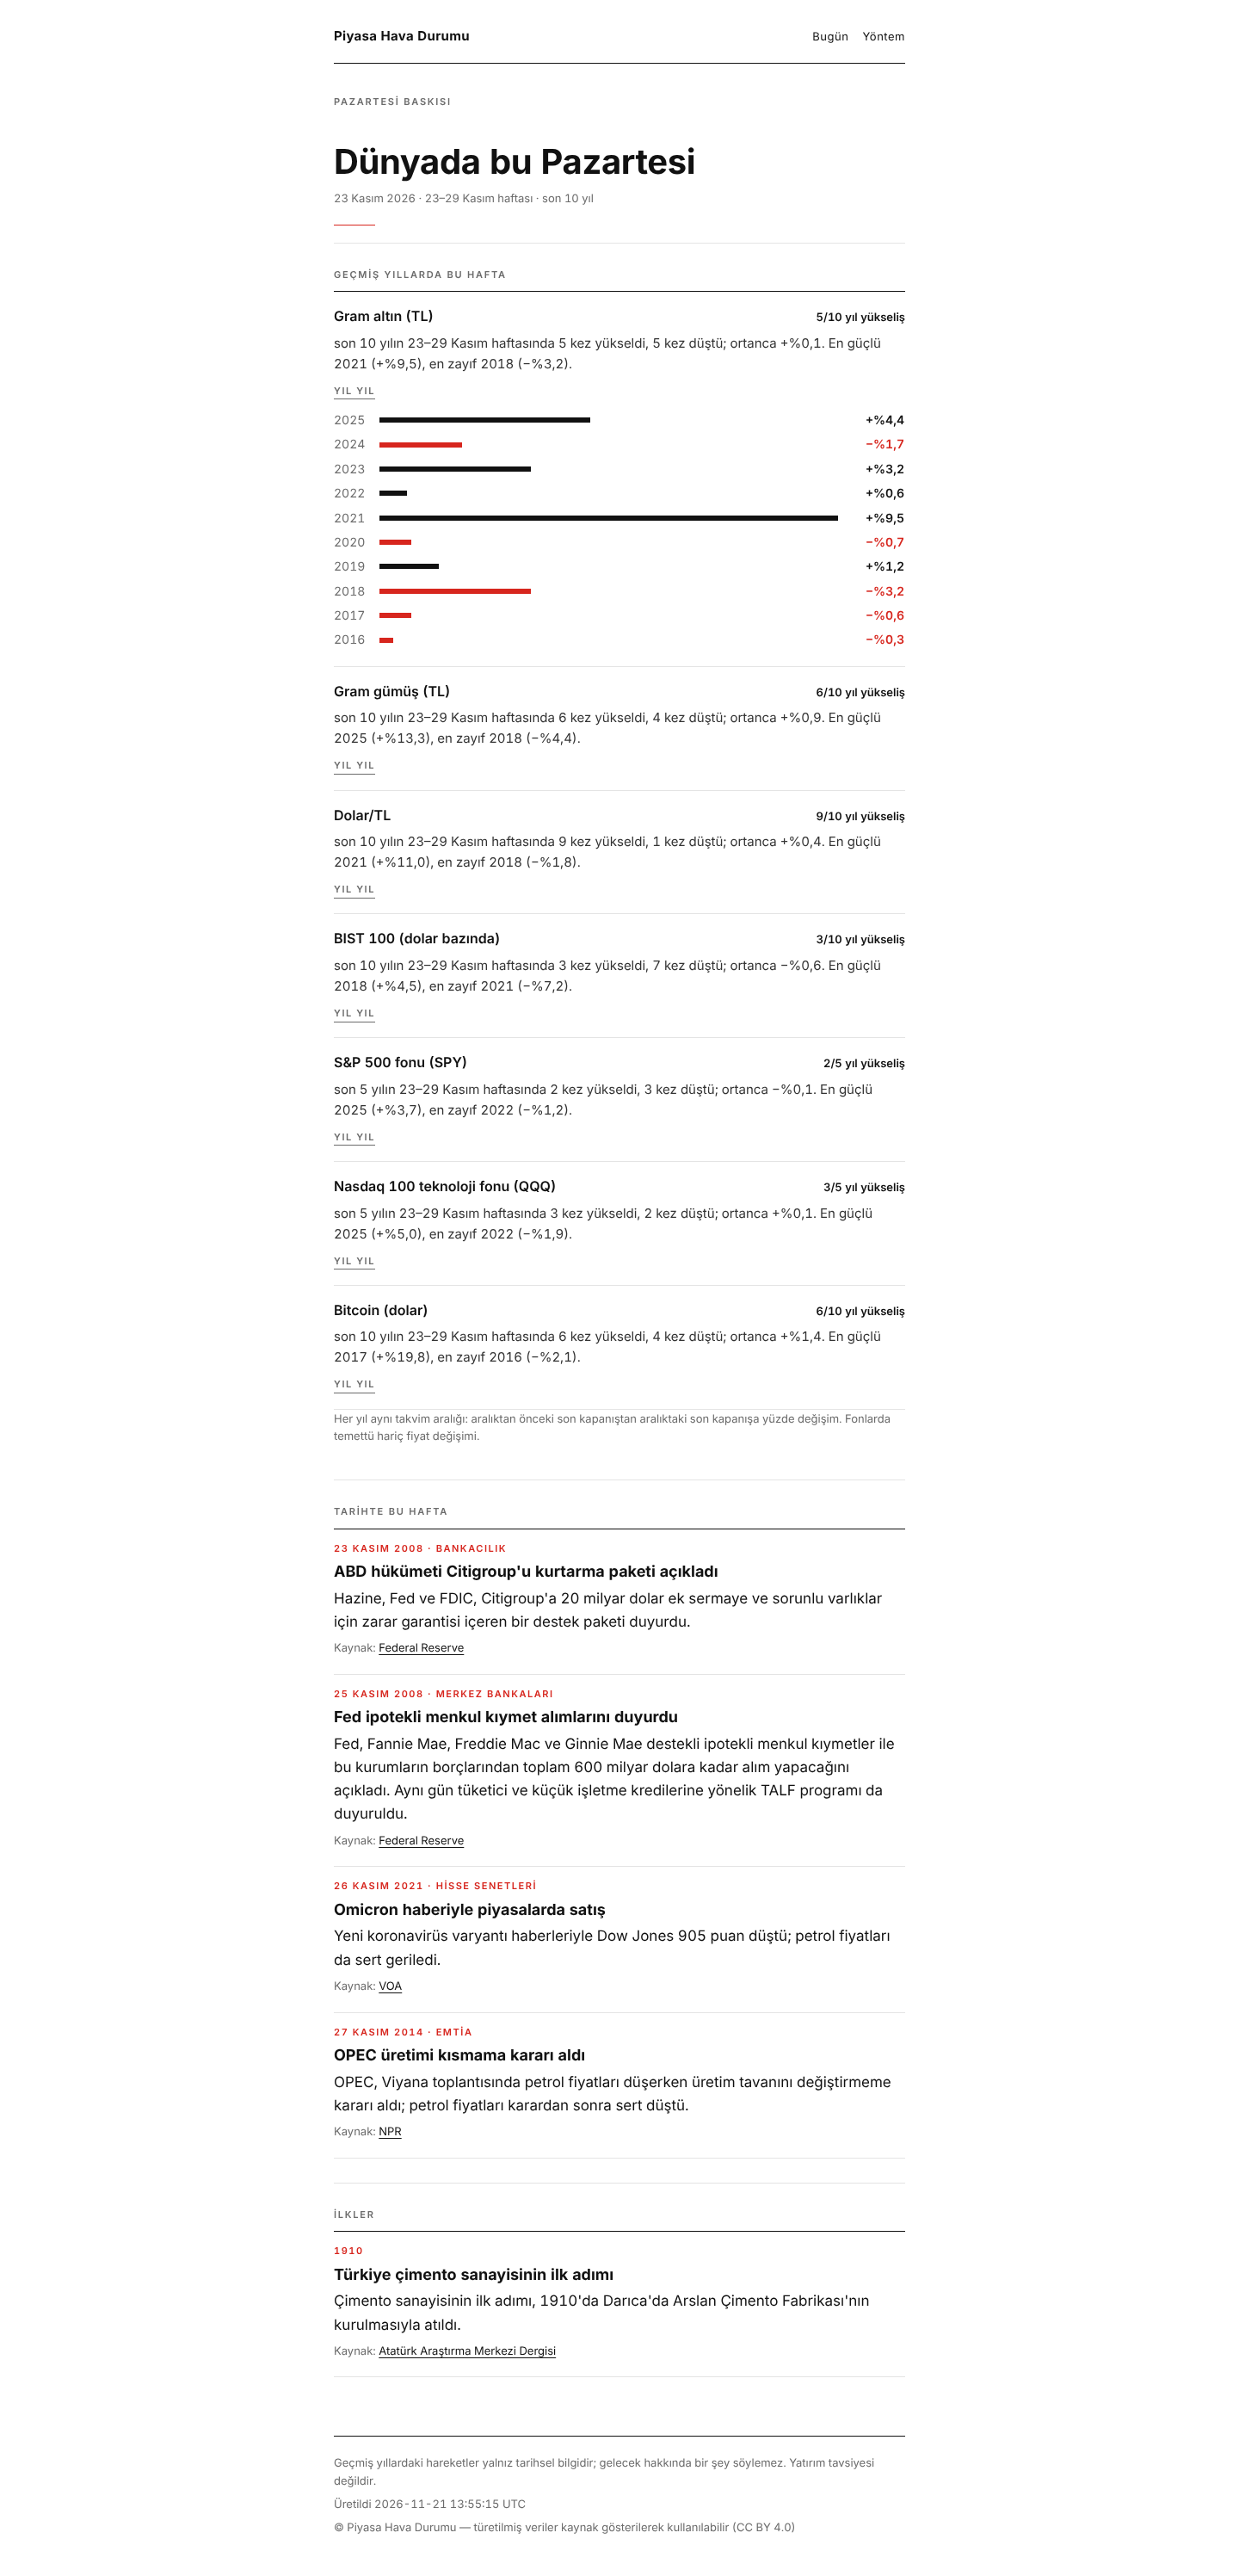 Piyasa Hava Durumu
Bugün Yöntem
PAZARTESİ BASKISI
Dünyada bu Pazartesi
23 Kasım 2026 · 23–29 Kasım haftası · son 10 yıl
GEÇMİŞ YILLARDA BU HAFTA
Gram altın (TL) 5/10 yıl yükseliş
son 10 yılın 23–29 Kasım haftasında 5 kez yükseldi, 5 kez düştü; ortanca +%0,1. En güçlü
2021 (+%9,5), en zayıf 2018 (−%3,2).
YIL YIL
2025 +%4,4
2024 −%1,7
2023 +%3,2
2022 +%0,6
2021 +%9,5
2020 −%0,7
2019 +%1,2
2018 −%3,2
2017 −%0,6
2016 −%0,3
Gram gümüş (TL) 6/10 yıl yükseliş
son 10 yılın 23–29 Kasım haftasında 6 kez yükseldi, 4 kez düştü; ortanca +%0,9. En güçlü
2025 (+%13,3), en zayıf 2018 (−%4,4).
YIL YIL
Dolar/TL 9/10 yıl yükseliş
son 10 yılın 23–29 Kasım haftasında 9 kez yükseldi, 1 kez düştü; ortanca +%0,4. En güçlü
2021 (+%11,0), en zayıf 2018 (−%1,8).
YIL YIL
BIST 100 (dolar bazında) 3/10 yıl yükseliş
son 10 yılın 23–29 Kasım haftasında 3 kez yükseldi, 7 kez düştü; ortanca −%0,6. En güçlü
2018 (+%4,5), en zayıf 2021 (−%7,2).
YIL YIL
S&P 500 fonu (SPY) 2/5 yıl yükseliş
son 5 yılın 23–29 Kasım haftasında 2 kez yükseldi, 3 kez düştü; ortanca −%0,1. En güçlü
2025 (+%3,7), en zayıf 2022 (−%1,2).
YIL YIL
Nasdaq 100 teknoloji fonu (QQQ) 3/5 yıl yükseliş
son 5 yılın 23–29 Kasım haftasında 3 kez yükseldi, 2 kez düştü; ortanca +%0,1. En güçlü
2025 (+%5,0), en zayıf 2022 (−%1,9).
YIL YIL
Bitcoin (dolar) 6/10 yıl yükseliş
son 10 yılın 23–29 Kasım haftasında 6 kez yükseldi, 4 kez düştü; ortanca +%1,4. En güçlü
2017 (+%19,8), en zayıf 2016 (−%2,1).
YIL YIL
Her yıl aynı takvim aralığı: aralıktan önceki son kapanıştan aralıktaki son kapanışa yüzde değişim. Fonlarda
temettü hariç fiyat değişimi.
TARİHTE BU HAFTA
23 KASIM 2008 · BANKACILIK
ABD hükümeti Citigroup'u kurtarma paketi açıkladı
Hazine, Fed ve FDIC, Citigroup'a 20 milyar dolar ek sermaye ve sorunlu varlıklar
için zarar garantisi içeren bir destek paketi duyurdu.
Kaynak: Federal Reserve
25 KASIM 2008 · MERKEZ BANKALARI
Fed ipotekli menkul kıymet alımlarını duyurdu
Fed, Fannie Mae, Freddie Mac ve Ginnie Mae destekli ipotekli menkul kıymetler ile
bu kurumların borçlarından toplam 600 milyar dolara kadar alım yapacağını
açıkladı. Aynı gün tüketici ve küçük işletme kredilerine yönelik TALF programı da
duyuruldu.
Kaynak: Federal Reserve
26 KASIM 2021 · HİSSE SENETLERİ
Omicron haberiyle piyasalarda satış
Yeni koronavirüs varyantı haberleriyle Dow Jones 905 puan düştü; petrol fiyatları
da sert geriledi.
Kaynak: VOA
27 KASIM 2014 · EMTİA
OPEC üretimi kısmama kararı aldı
OPEC, Viyana toplantısında petrol fiyatları düşerken üretim tavanını değiştirmeme
kararı aldı; petrol fiyatları karardan sonra sert düştü.
Kaynak: NPR
İLKLER
1910
Türkiye çimento sanayisinin ilk adımı
Çimento sanayisinin ilk adımı, 1910'da Darıca'da Arslan Çimento Fabrikası'nın
kurulmasıyla atıldı.
Kaynak: Atatürk Araştırma Merkezi Dergisi
Geçmiş yıllardaki hareketler yalnız tarihsel bilgidir; gelecek hakkında bir şey söylemez. Yatırım tavsiyesi
değildir.
Üretildi 2026-11-21 13:55:15 UTC
© Piyasa Hava Durumu — türetilmiş veriler kaynak gösterilerek kullanılabilir (CC BY 4.0)